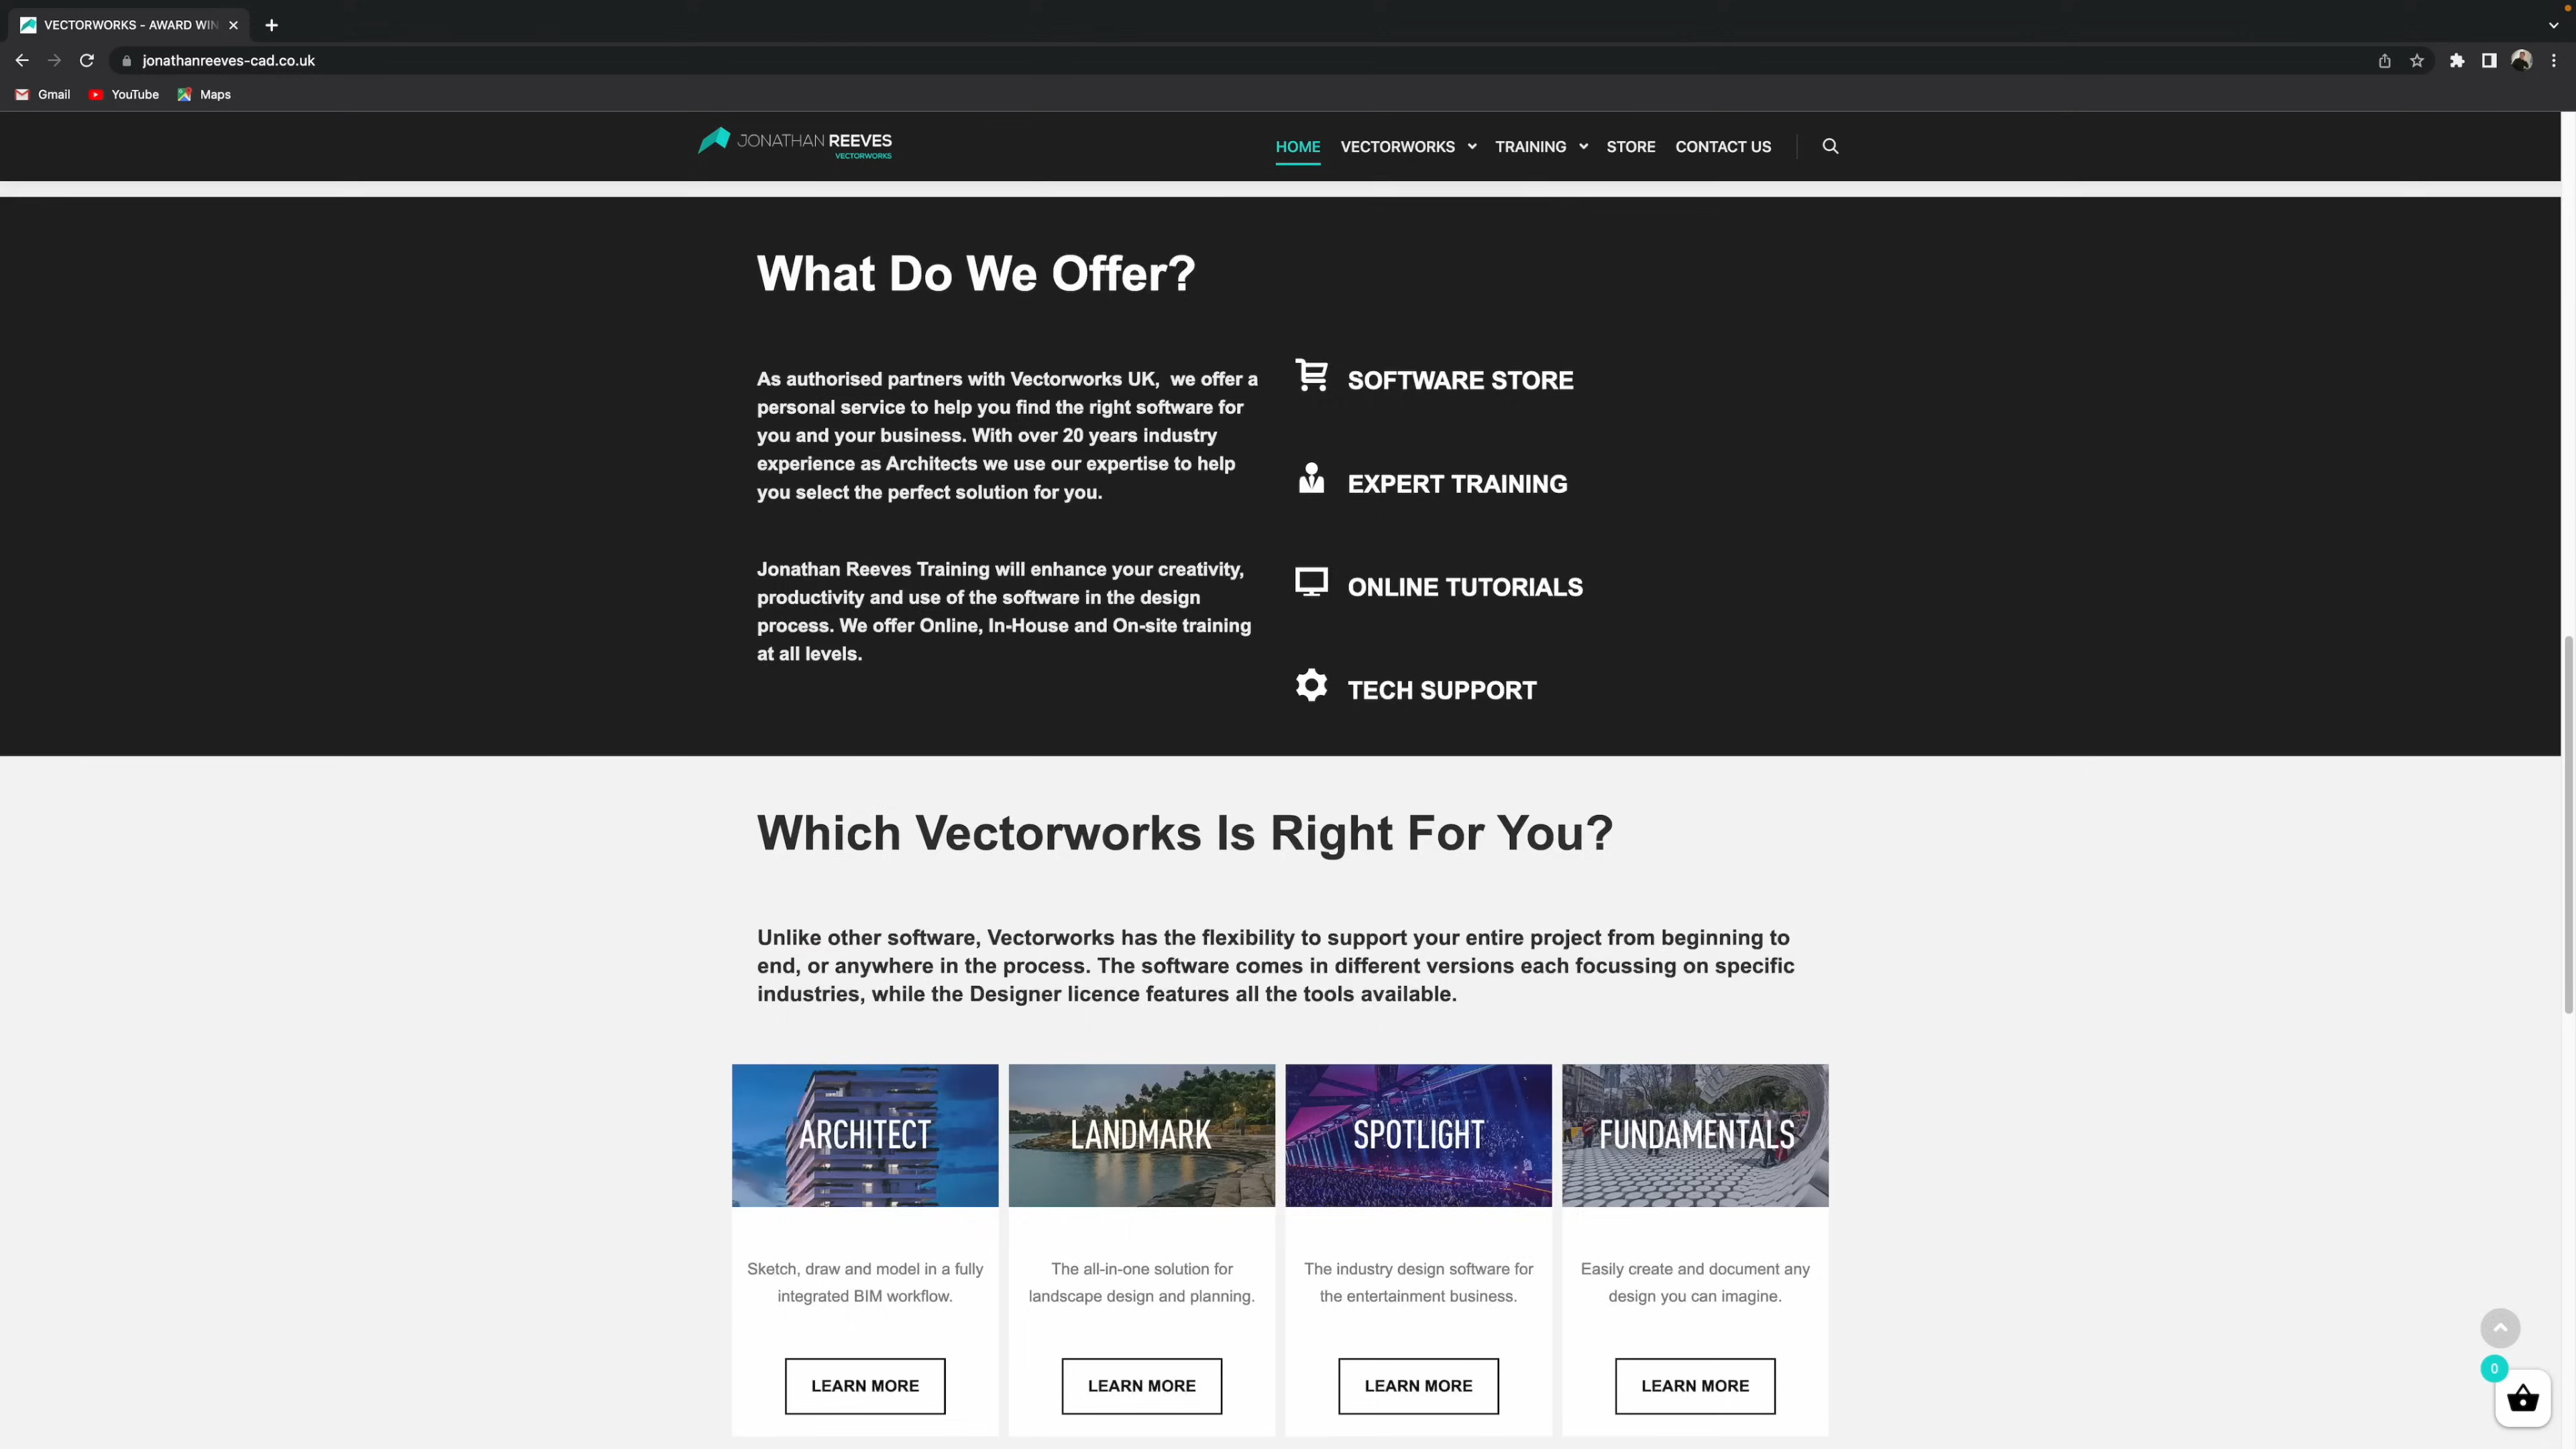 VECTORWORKS - AWARD WIN
jonathanreeves-cad.co.uk
Gmail
YouTube
Maps
JONATHAN REEVES
VECTORWORKS
HOME
VECTORWORKS
TRAINING
STORE
CONTACT US
What Do We Offer?
As authorised partners with Vectorworks UK, we offer a
personal service to help you find the right software for
you and your business. With over 20 years industry
experience as Architects we use our expertise to help
you select the perfect solution for you.
Jonathan Reeves Training will enhance your creativity,
productivity and use of the software in the design
process. We offer Online, In-House and On-site training
at all levels.
SOFTWARE STORE
EXPERT TRAINING
ONLINE TUTORIALS
TECH SUPPORT
Which Vectorworks Is Right For You?
Unlike other software, Vectorworks has the flexibility to support your entire project from beginning to
end, or anywhere in the process. The software comes in different versions each focussing on specific
industries, while the Designer licence features all the tools available.
ARCHITECT
Sketch, draw and model in a fully
integrated BIM workflow.
LEARN MORE
LANDMARK
The all-in-one solution for
landscape design and planning.
LEARN MORE
SPOTLIGHT
The industry design software for
the entertainment business.
LEARN MORE
FUNDAMENTALS
Easily create and document any
design you can imagine.
LEARN MORE
0